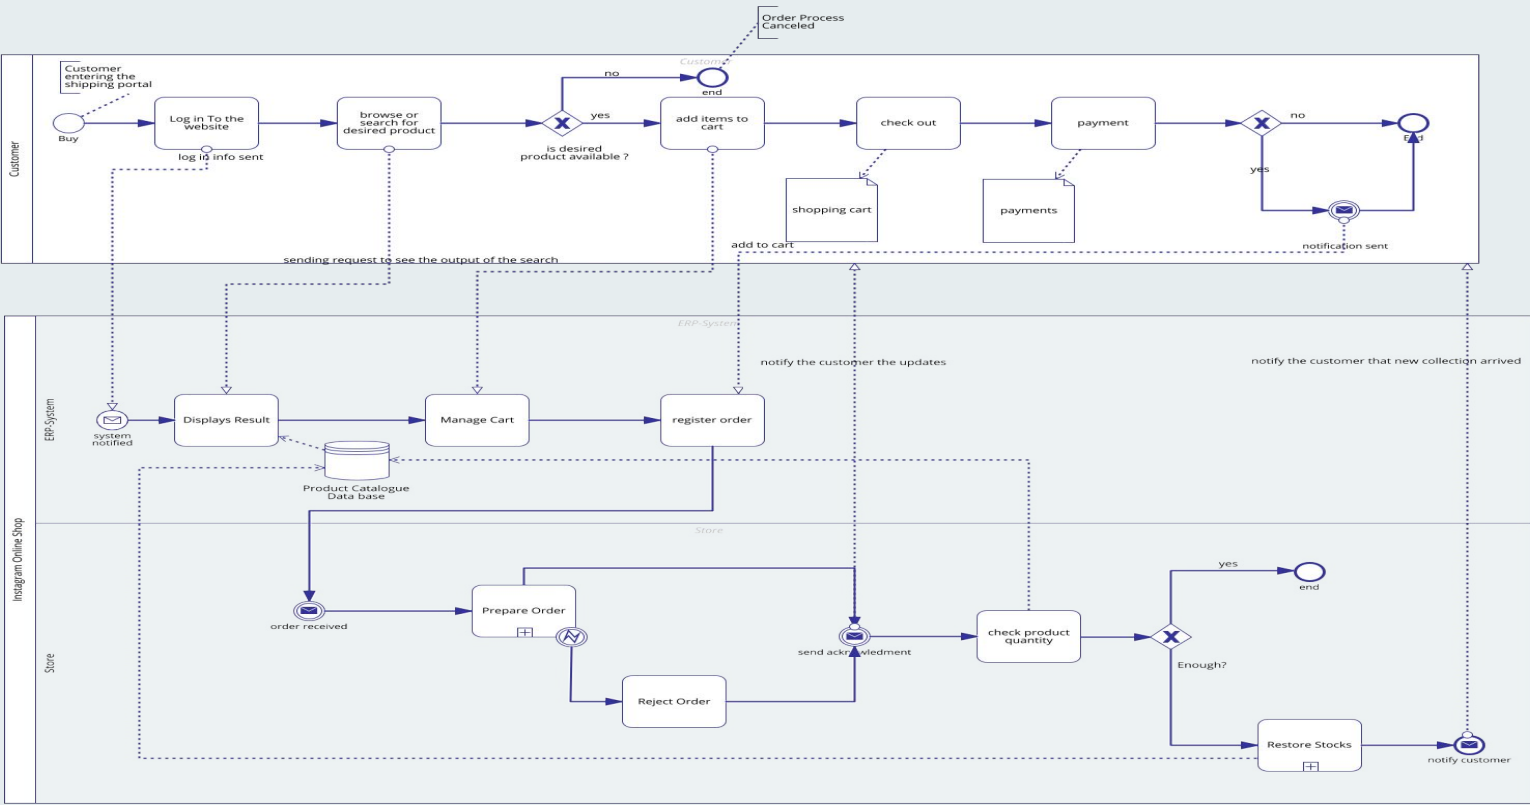 Order Process
Canceled
Customer
Customer
entering the
shipping portal
no
end
Log in To the
website
browse or
search for
desired product
yes
add items to
cart
check out
payment
no
Buy
End
log in info sent
is desired
product available ?
Customer
yes
shopping cart
payments
add to cart
notification sent
sending request to see the output of the search
ERP-System
notify the customer the updates
notify the customer that new collection arrived
ERP-System
Displays Result
Manage Cart
register order
system
notified
Product Catalogue
Data base
Store
Instagram Online Shop
yes
end
Prepare Order
order received
check product
quantity
send acknowledment
Enough?
Store
Reject Order
Restore Stocks
notify customer